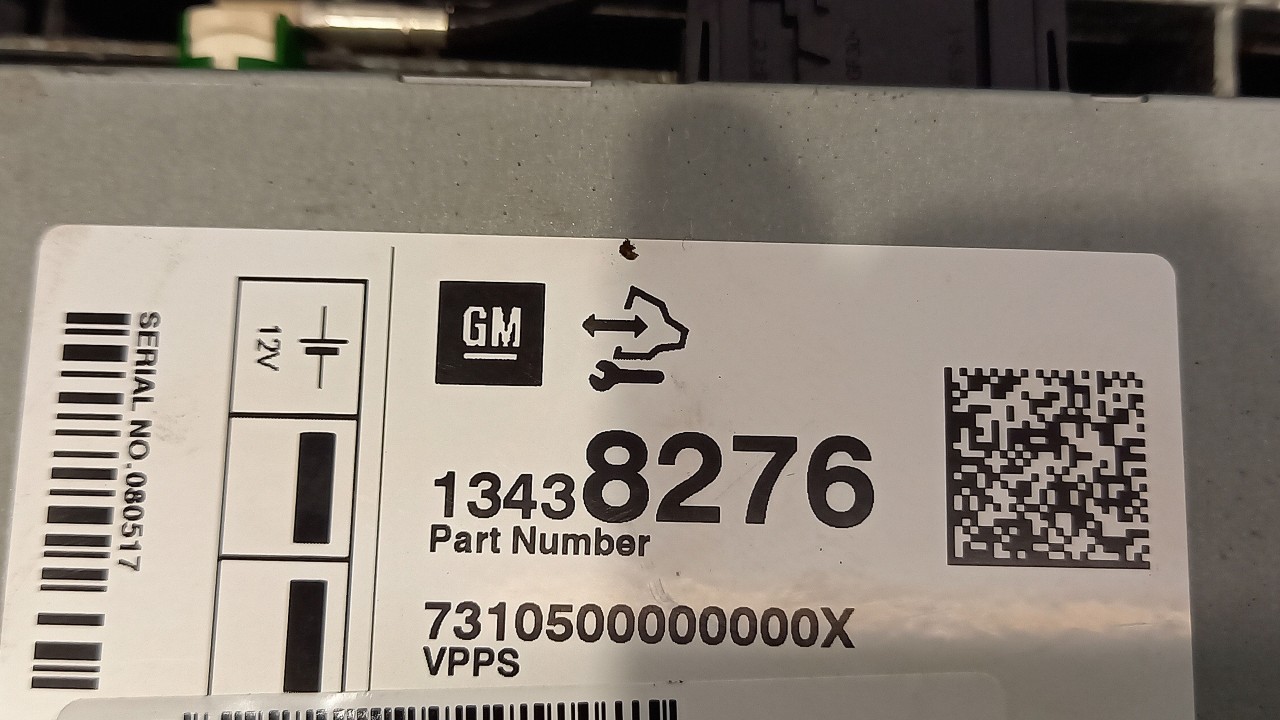 SERIAL NO.080517
12V
GM
13438276
Part Number
7310500000000X
VPPS